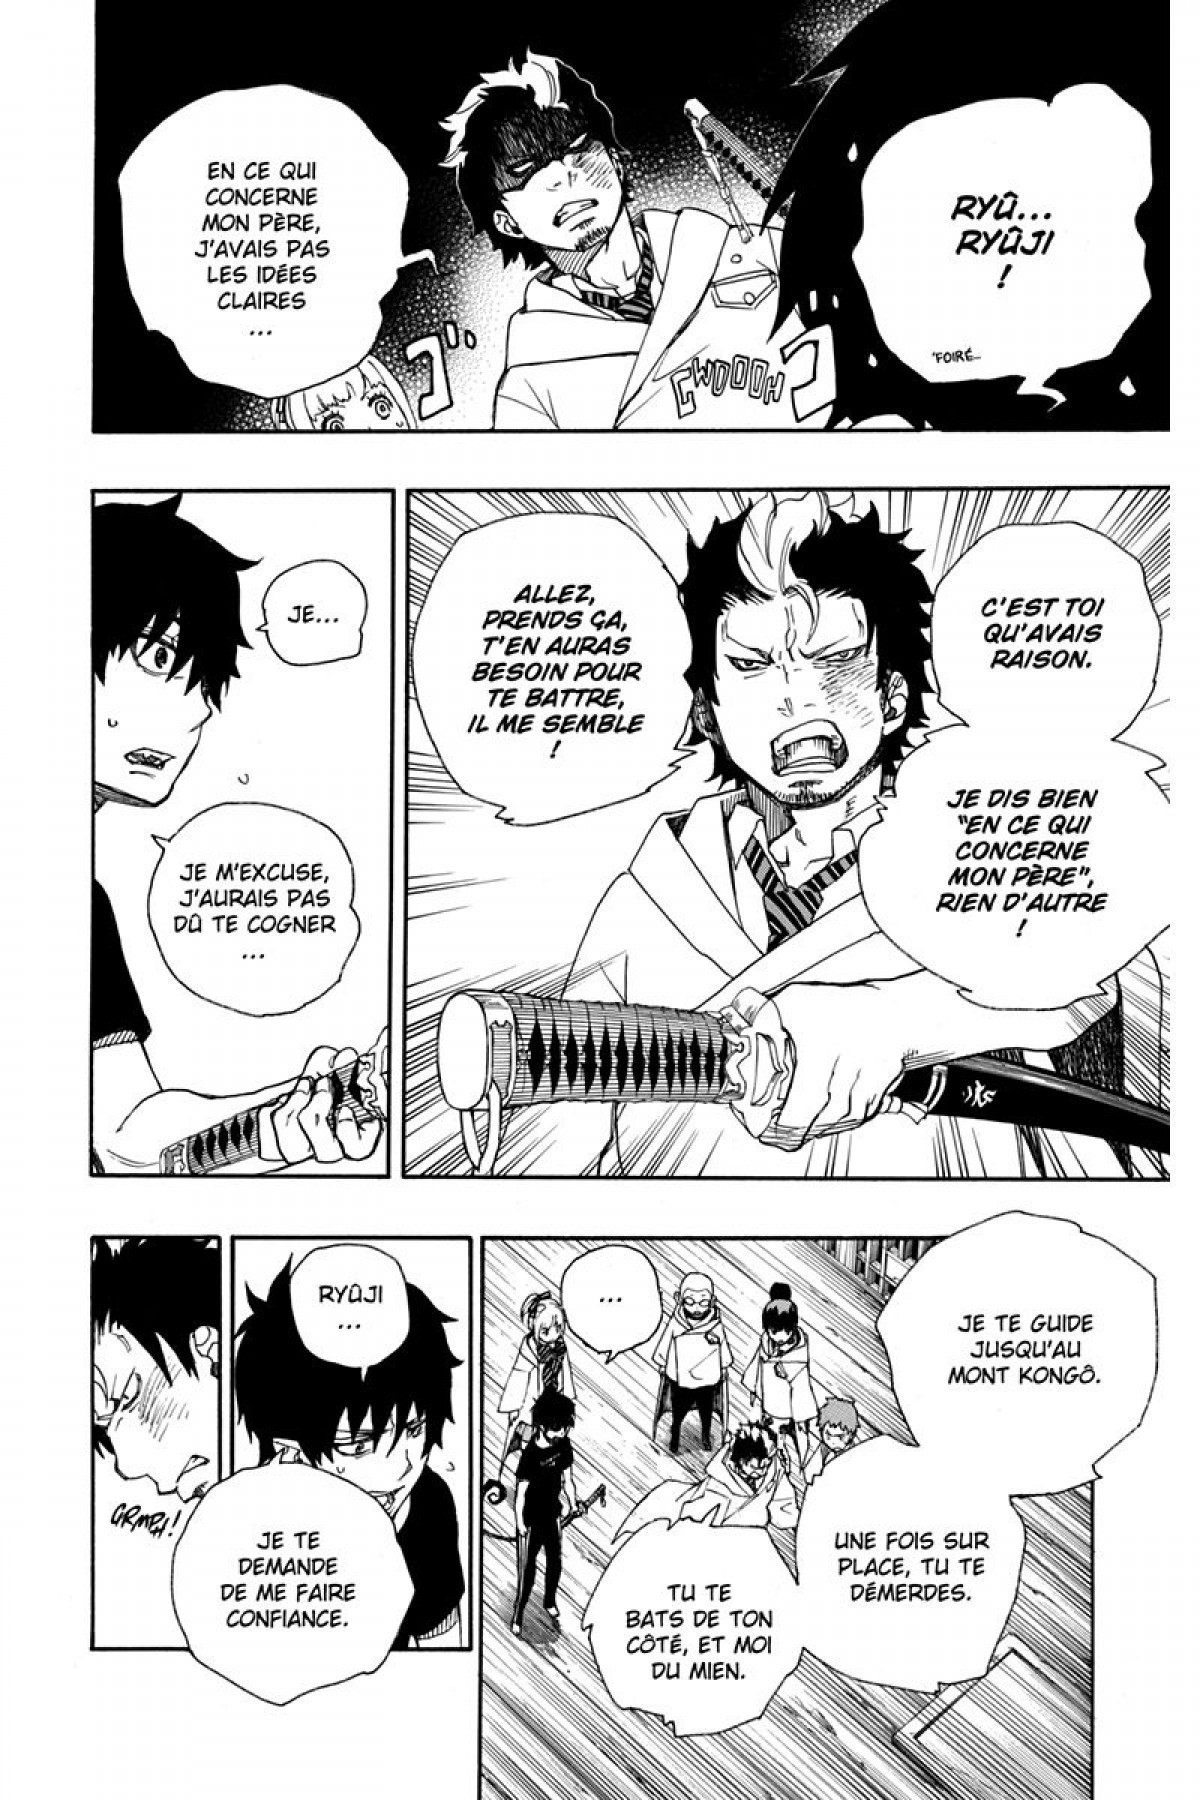 RYÛ...
RYÛJI
!
'FOIRÉ...
GWOOOH
ゴ
ゴ
EN CE QUI
CONCERNE
MON PÈRE,
J'AVAIS PAS
LES IDÉES
CLAIRES
...
C'EST TOI
QU'AVAIS
RAISON.
JE DIS BIEN
"EN CE QUI
CONCERNE
MON PÈRE",
RIEN D'AUTRE
!
ALLEZ,
PRENDS ÇA,
T'EN AURAS
BESOIN POUR
TE BATTRE,
IL ME SEMBLE
!
JE...
JE M'EXCUSE,
J'AURAIS PAS
DÛ TE COGNER
...
JE TE GUIDE
JUSQU'AU
MONT KONGÔ.
UNE FOIS SUR
PLACE, TU TE
DÉMERDES.
TU TE
BATS DE TON
CÔTÉ, ET MOI
DU MIEN.
...
RYÛJI
...
JE TE
DEMANDE
DE ME FAIRE
CONFIANCE.
GRMPH!